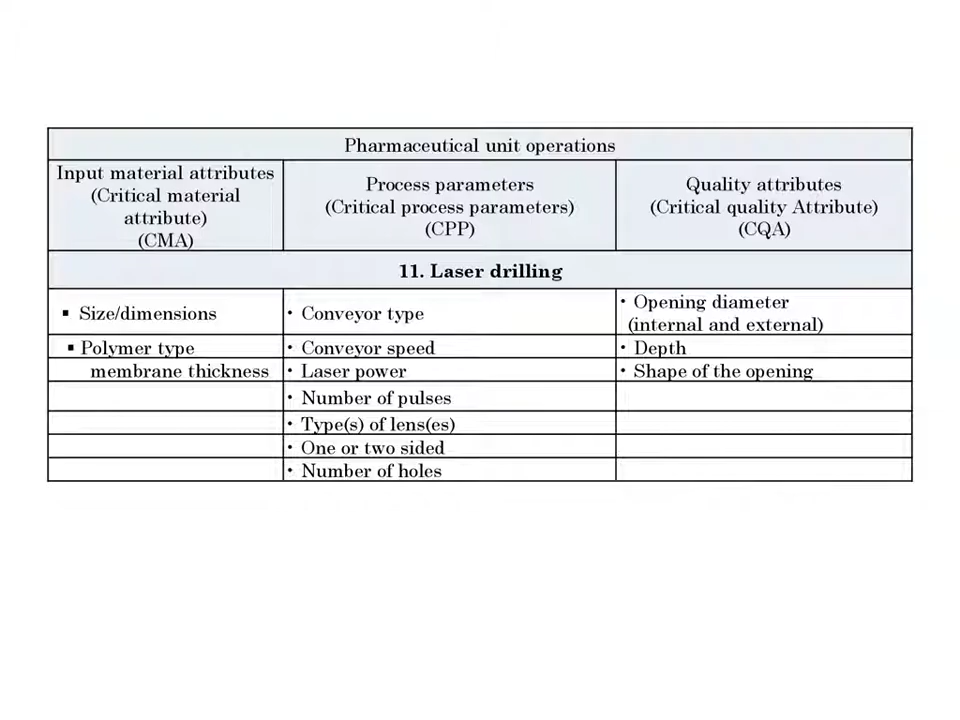 Pharmaceutical unit operations
Input material attributes
(Critical material
attribute)
(CMA)
Process parameters
(Critical process parameters)
(CPP)
Quality attributes
(Critical quality Attribute)
(CQA)
11. Laser drilling
▪ Size/dimensions
• Conveyor type
• Opening diameter
(internal and external)
▪ Polymer type
• Conveyor speed
• Depth
membrane thickness
• Laser power
• Shape of the opening
• Number of pulses
• Type(s) of lens(es)
• One or two sided
• Number of holes